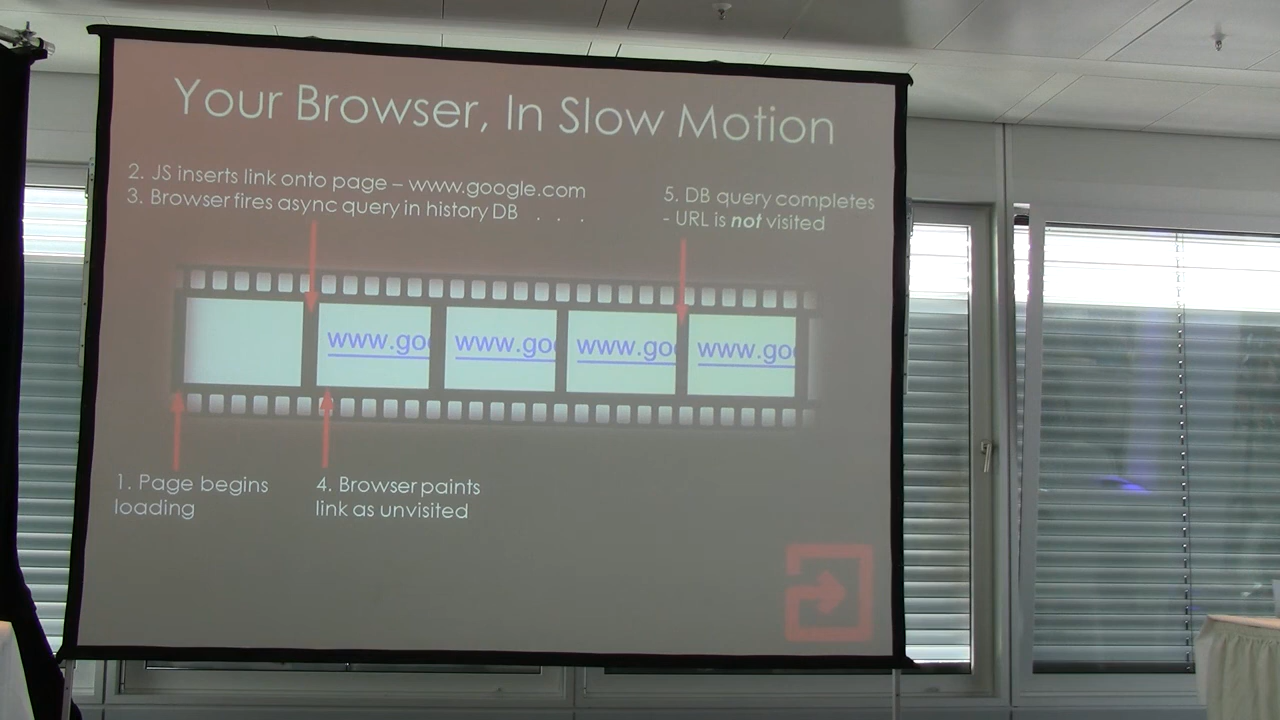 Your Browser, In Slow Motion
2. JS inserts link onto page – www.google.com
3. Browser fires async query in history DB . . .
5. DB query completes
- URL is not visited
www.goo
www.goo
www.goo
www.goo
1. Page begins
loading
4. Browser paints
link as unvisited